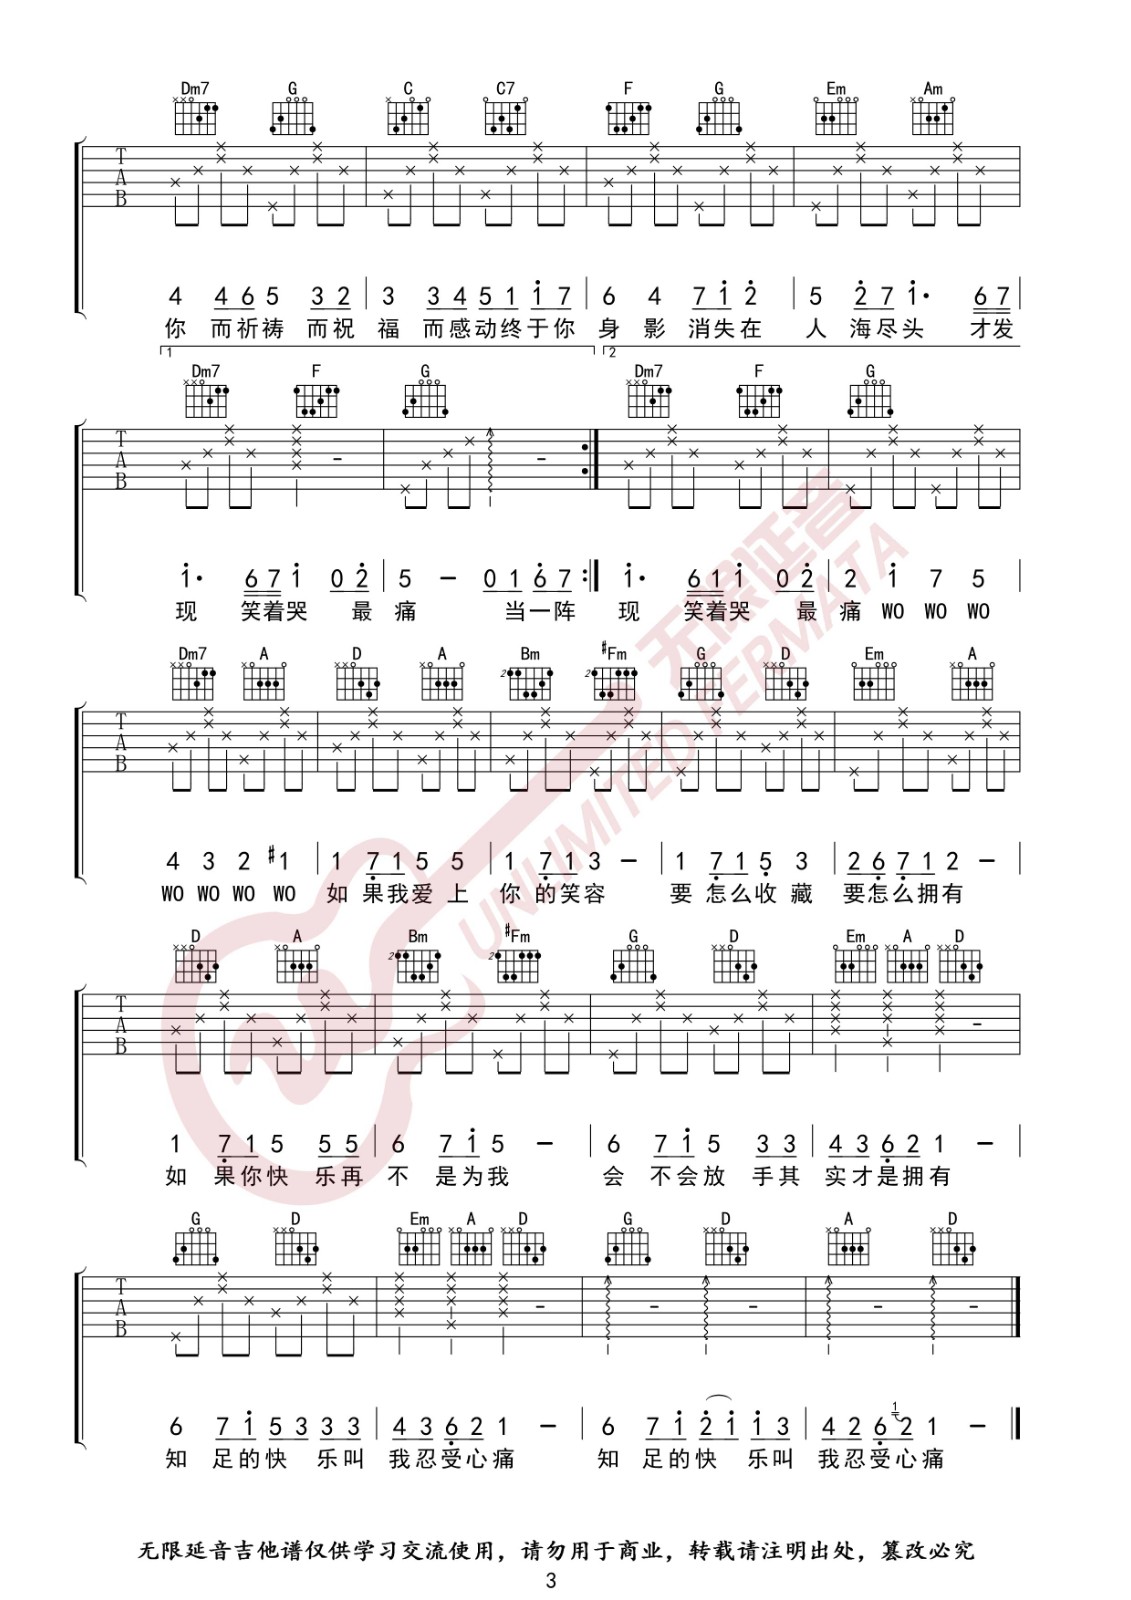 Dm7 G C C7 F G Em Am
T
A
B
4 4 6 5 3 2 3 3 4 5 1 1 7 6 4 7 1 2 5 2 7 1· 6 7
你 而祈祷 而祝 福 而感动终于你 身 影 消失在 人 海尽头 才发
1 2
Dm7 F G Dm7 F G
T
A
B
1· 6 7 1 0 2 5 — 0 1 6 7 1· 6 1 1 0 2 2 1 7 5
现 笑着哭 最 痛 当一阵 现 笑着哭 最 痛 WO WO WO WO
Dm7 A D A Bm #Fm G D Em A
2 2
T
A
B
4 3 2 #1 1 7 1 5 5 1 7 1 3 — 1 7 1 5 3 2 6 7 1 2 —
WO WO WO WO 如 果我爱 上 你 的笑容 要 怎么收 藏 要怎么拥有
D A Bm #Fm G D Em A D
2 2
T
A
B
1 7 1 5 5 5 6 7 1 5 — 6 7 1 5 3 3 4 3 6 2 1 —
如 果你快 乐再 不 是为我 会 不会放 手其 实才是拥有
G D Em A D G D A D
T
A
B
6 7 1 5 3 3 3 4 3 6 2 1 — 6 7 1 2 1 1 3 4 2 6 1 2 1 —
知 足的快 乐叫 我忍受心痛 知 足的快 乐叫 我忍受心痛
无限延音
UNLIMITED FERMATA
无限延音吉他谱仅供学习交流使用，请勿用于商业，转载请注明出处，篡改必究
3